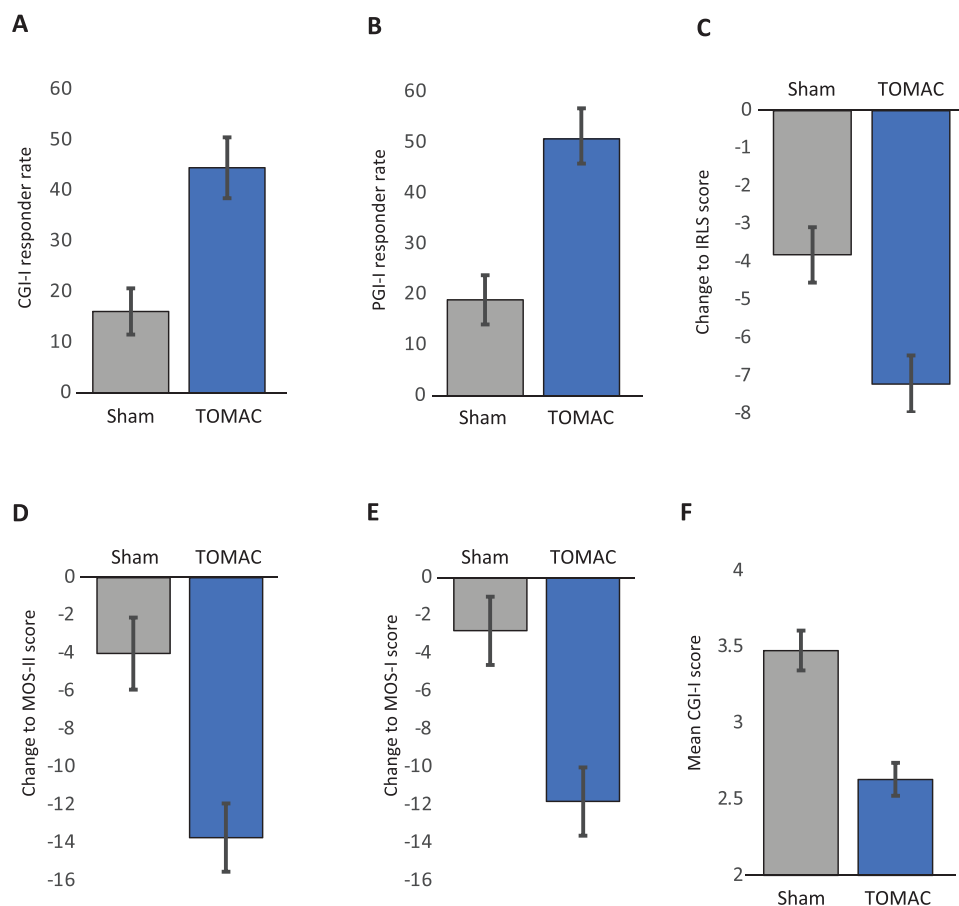 A
CGI-I responder rate
60
50
40
30
20
10
0
Sham TOMAC
B
PGI-I responder rate
60
50
40
30
20
10
0
Sham TOMAC
C
Sham TOMAC
Change to IRLS score
0
-1
-2
-3
-4
-5
-6
-7
-8
D
Sham TOMAC
Change to MOS-II score
0
-2
-4
-6
-8
-10
-12
-14
-16
E
Sham TOMAC
Change to MOS-I score
0
-2
-4
-6
-8
-10
-12
-14
-16
F
Mean CGI-I score
4
3.5
3
2.5
2
Sham TOMAC